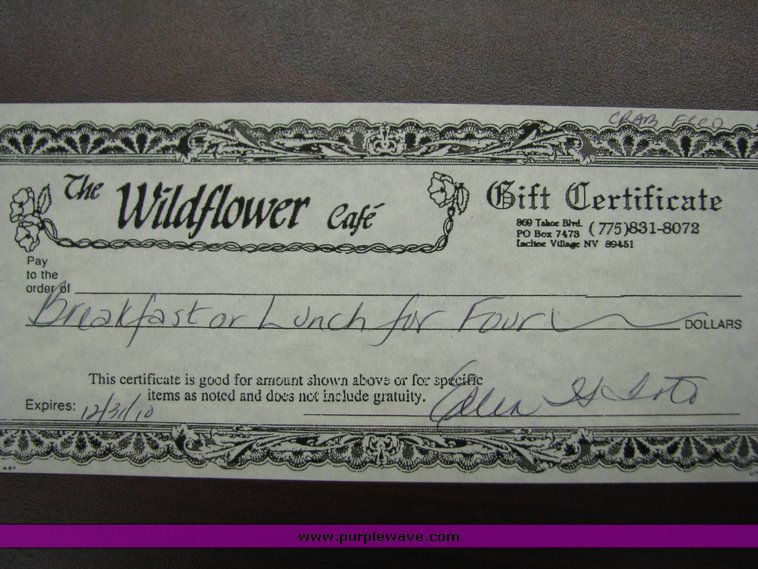 CRAB FEED
The Wildflower Café
Gift Certificate
869 Tahoe Blvd. (775)831-8072
PO Box 7473
Incline Village NV 89451
Pay
to the
order of
Breakfast or Lunch for Four DOLLARS
This certificate is good for amount shown above or for specific
items as noted and does not include gratuity.
Expires: 12/31/10
www.purplewave.com